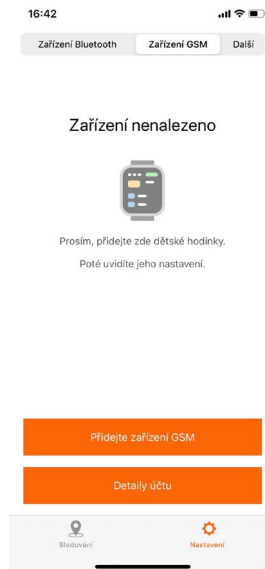 16:42
Zařízení Bluetooth Zařízení GSM Další
Zařízení nenalezeno
Prosím, přidejte zde dětské hodinky.
Poté uvidíte jeho nastavení.
Přidejte zařízení GSM
Detaily účtu
Sledování Nastavení